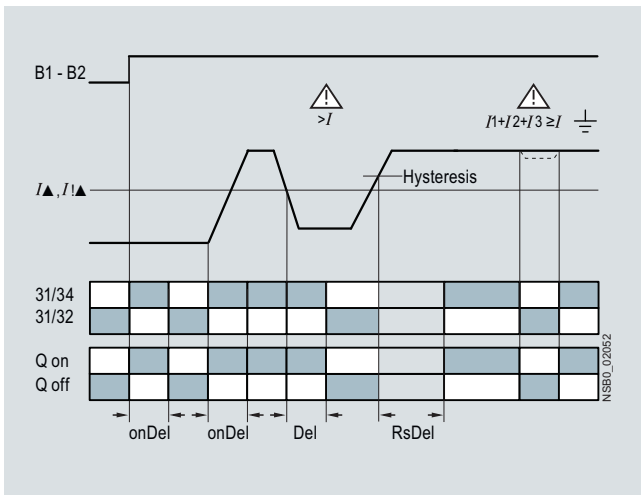 B1 - B2
>I
I1+I2+I3 ≥I
I▲, I!▲
Hysteresis
31/34
31/32
Q on
Q off
onDel
onDel
Del
RsDel
NSB0_02052